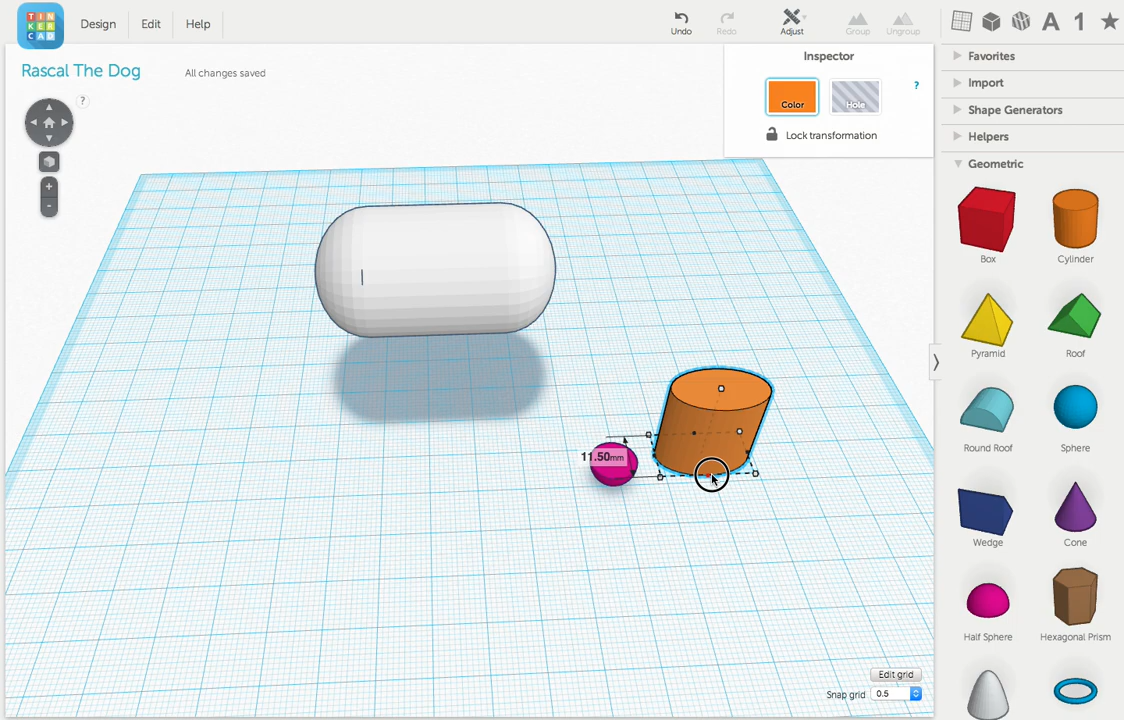 TIN
KER
CAD
Design
Edit
Help
Undo
Redo
Adjust
Group
Ungroup
A 1
Rascal The Dog
All changes saved
?
Inspector
Color
Hole
?
Lock transformation
Favorites
Import
Shape Generators
Helpers
Geometric
Box
Cylinder
Pyramid
Roof
Round Roof
Sphere
Wedge
Cone
Half Sphere
Hexagonal Prism
+
-
11.50mm
Edit grid
Snap grid 0.5